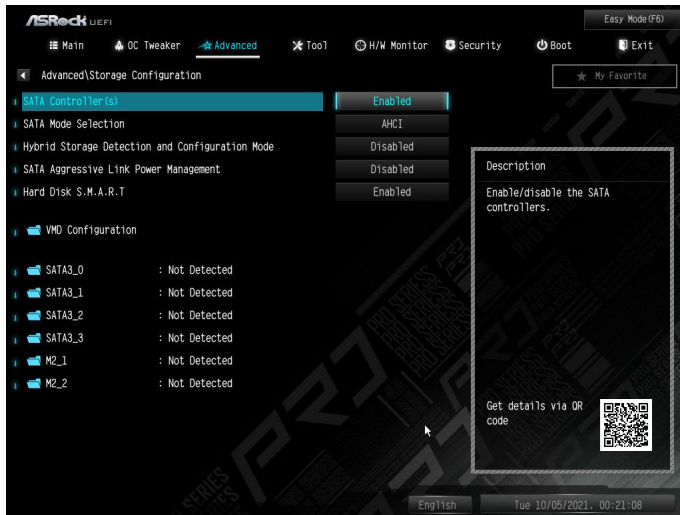 ASRock UEFI
Easy Mode(F6)
Main OC Tweaker Advanced Tool H/W Monitor Security Boot Exit
Advanced\Storage Configuration
My Favorite
SATA Controller(s) Enabled
SATA Mode Selection AHCI
Hybrid Storage Detection and Configuration Mode Disabled
SATA Aggressive Link Power Management Disabled
Hard Disk S.M.A.R.T Enabled
VMD Configuration
SATA3_0 : Not Detected
SATA3_1 : Not Detected
SATA3_2 : Not Detected
SATA3_3 : Not Detected
M2_1 : Not Detected
M2_2 : Not Detected
Description
Enable/disable the SATA
controllers.
Get details via QR
code
English
Tue 10/05/2021. 00:21:08